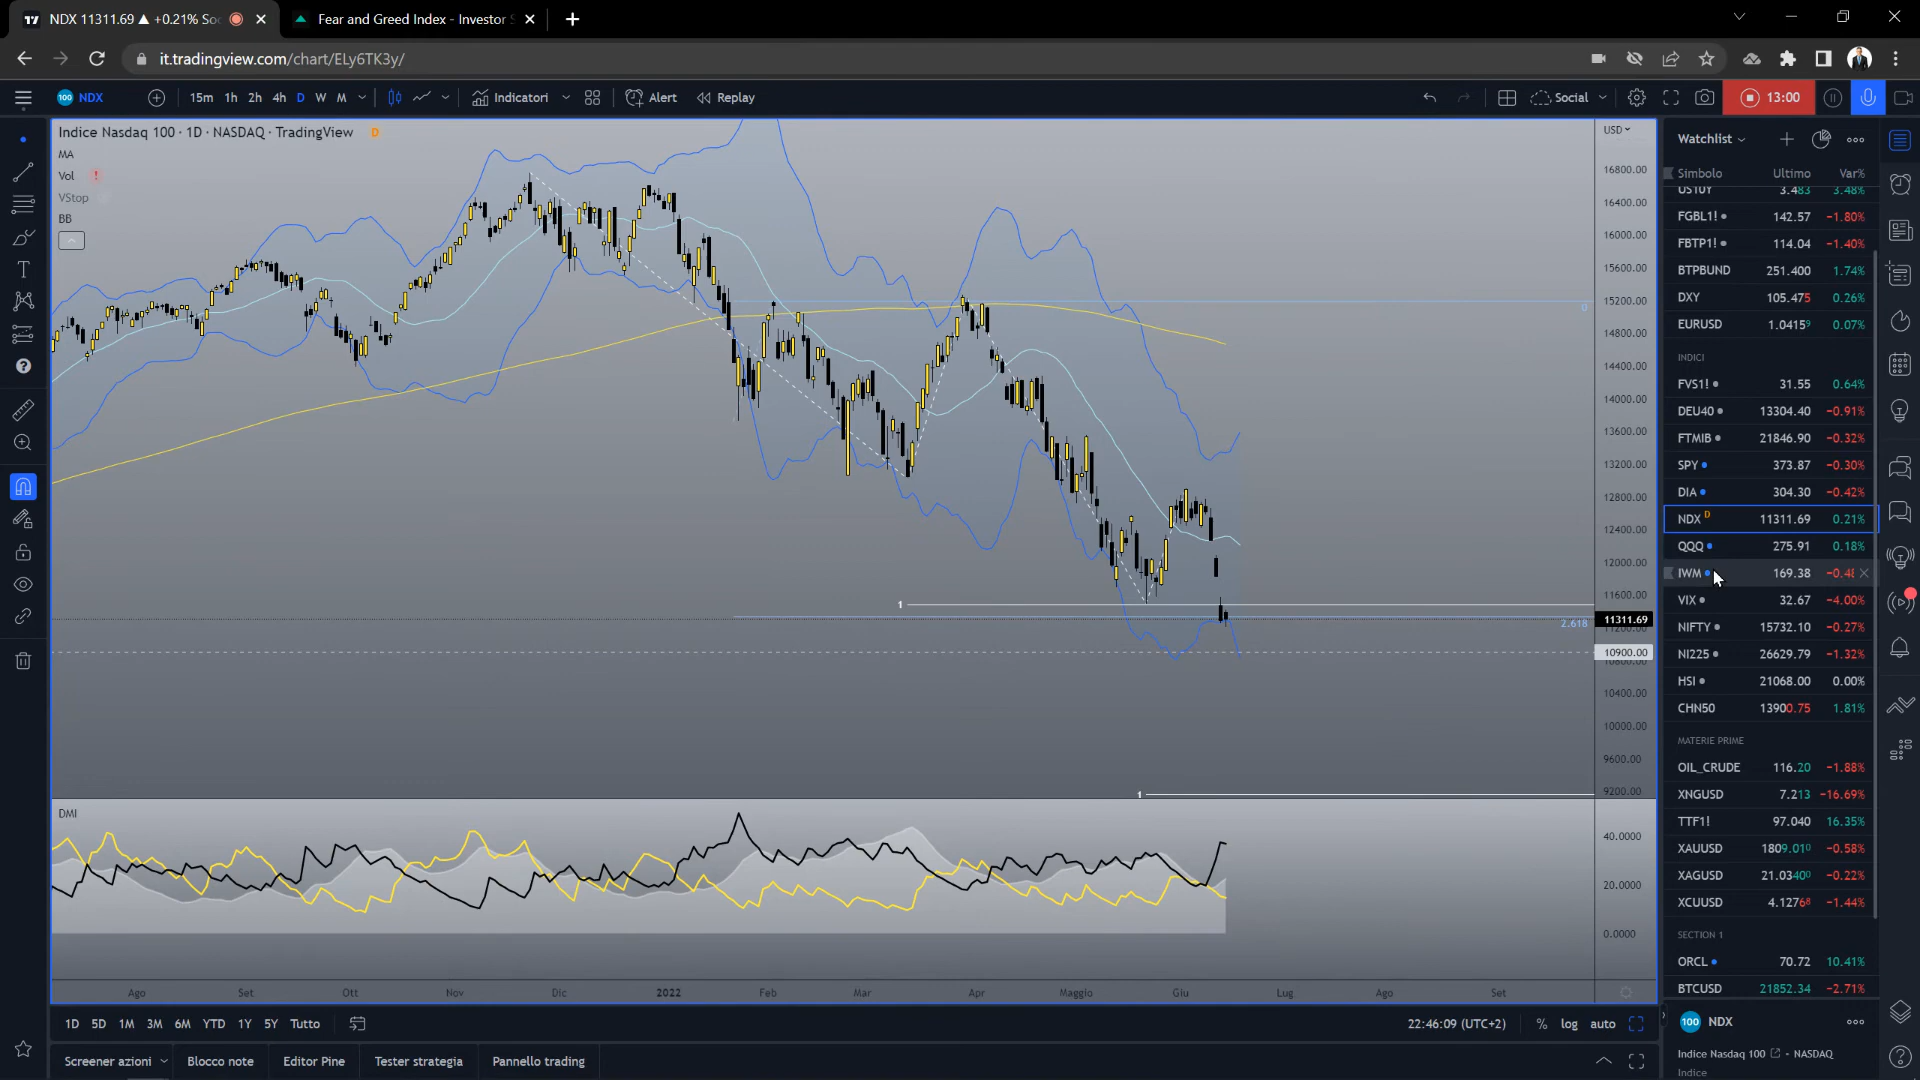 NDX 11311.69 ▲ +0.21% So
Fear and Greed Index - Investor S
it.tradingview.com/chart/ELy6TK3y/
100 NDX 15m 1h 2h 4h D W M Indicatori Alert Replay Social 13:00
Indice Nasdaq 100 · 1D · NASDAQ · TradingView D
MA
Vol !
VStop
BB
USD
16800.00
16400.00
16000.00
15600.00
15200.00
14800.00
14400.00
14000.00
13600.00
13200.00
12800.00
12400.00
12000.00
11600.00
11311.69
10900.00
10400.00
10000.00
9600.00
9200.00
0
1
2.618
1
DMI
40.0000
20.0000
0.0000
Ago Set Ott Nov Dic 2022 Feb Mar Apr Maggio Giu Lug Ago Set
1D 5D 1M 3M 6M YTD 1Y 5Y Tutto
22:46:09 (UTC+2) % log auto
Screener azioni Blocco note Editor Pine Tester strategia Pannello trading
Watchlist
Simbolo Ultimo Var%
US10Y 3.483 3.48%
FGBL1! 142.57 −1.80%
FBTP1! 114.04 −1.40%
BTPBUND 251.400 1.74%
DXY 105.475 0.26%
EURUSD 1.04159 0.07%
INDICI
FVS1! 31.55 0.64%
DEU40 13304.40 −0.91%
FTMIB 21846.90 −0.32%
SPY 373.87 −0.30%
DIA 304.30 −0.42%
NDX D 11311.69 0.21%
QQQ 275.91 0.18%
IWM 169.38 −0.48
VIX 32.67 −4.00%
NIFTY 15732.10 −0.27%
NI225 26629.79 −1.32%
HSI 21068.00 0.00%
CHN50 13900.75 1.81%
MATERIE PRIME
OIL_CRUDE 116.20 −1.88%
XNGUSD 7.213 −16.69%
TTF1! 97.040 16.35%
XAUUSD 1809.010 −0.58%
XAGUSD 21.03400 −0.22%
XCUUSD 4.12768 −1.44%
SECTION 1
ORCL 70.72 10.41%
BTCUSD 21852.34 −2.71%
100 NDX
Indice Nasdaq 100 • NASDAQ
Indice